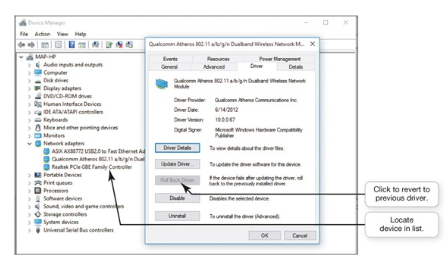 Device Manager
File Action View Help
MAP-HP
Audio inputs and outputs
Computer
Disk drives
Display adapters
DVD/CD-ROM drives
Human Interface Devices
IDE ATA/ATAPI controllers
Keyboards
Mice and other pointing devices
Monitors
Network adapters
ASIX AX88772 USB2.0 to Fast Ethernet Ad
Qualcomm Atheros 802.11 a/b/g/n Dual
Realtek PCIe GBE Family Controller
Portable Devices
Print queues
Processors
Software devices
Sound, video and game controllers
Storage controllers
System devices
Universal Serial Bus controllers
Qualcomm Atheros 802.11 a/b/g/n Dualband Wireless Network M...
Events Resources Power Management
General Advanced Driver Details
Qualcomm Atheros 802.11 a/b/g/n Dualband Wireless Network
Module
Driver Provider: Qualcomm Atheros Communications Inc.
Driver Date: 6/14/2012
Driver Version: 10.0.0.67
Digital Signer: Microsoft Windows Hardware Compatibility
Publisher
Driver Details To view details about the driver files.
Update Driver... To update the driver software for this device.
Roll Back Driver If the device fails after updating the driver, roll
back to the previously installed driver.
Disable Disables the selected device.
Uninstall To uninstall the driver (Advanced).
OK Cancel
Click to revert to
previous driver.
Locate
device in list.